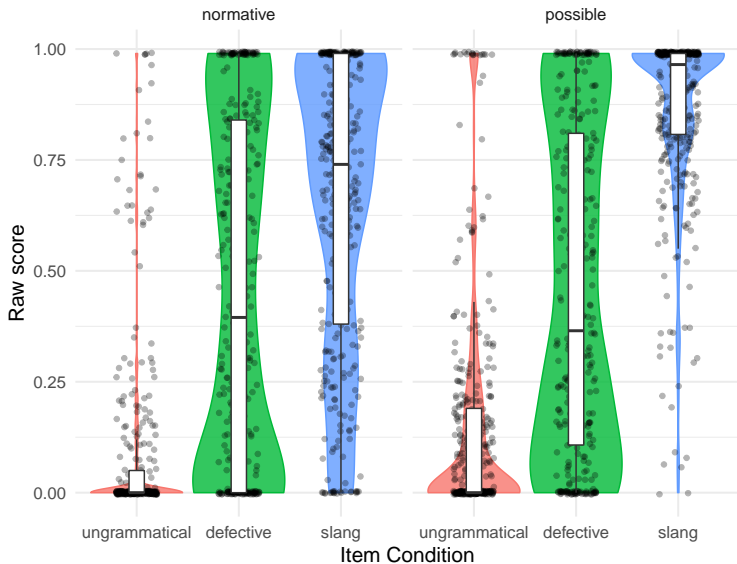 normative
possible
Raw score
1.00
0.75
0.50
0.25
0.00
ungrammatical defective slang
ungrammatical defective slang
Item Condition